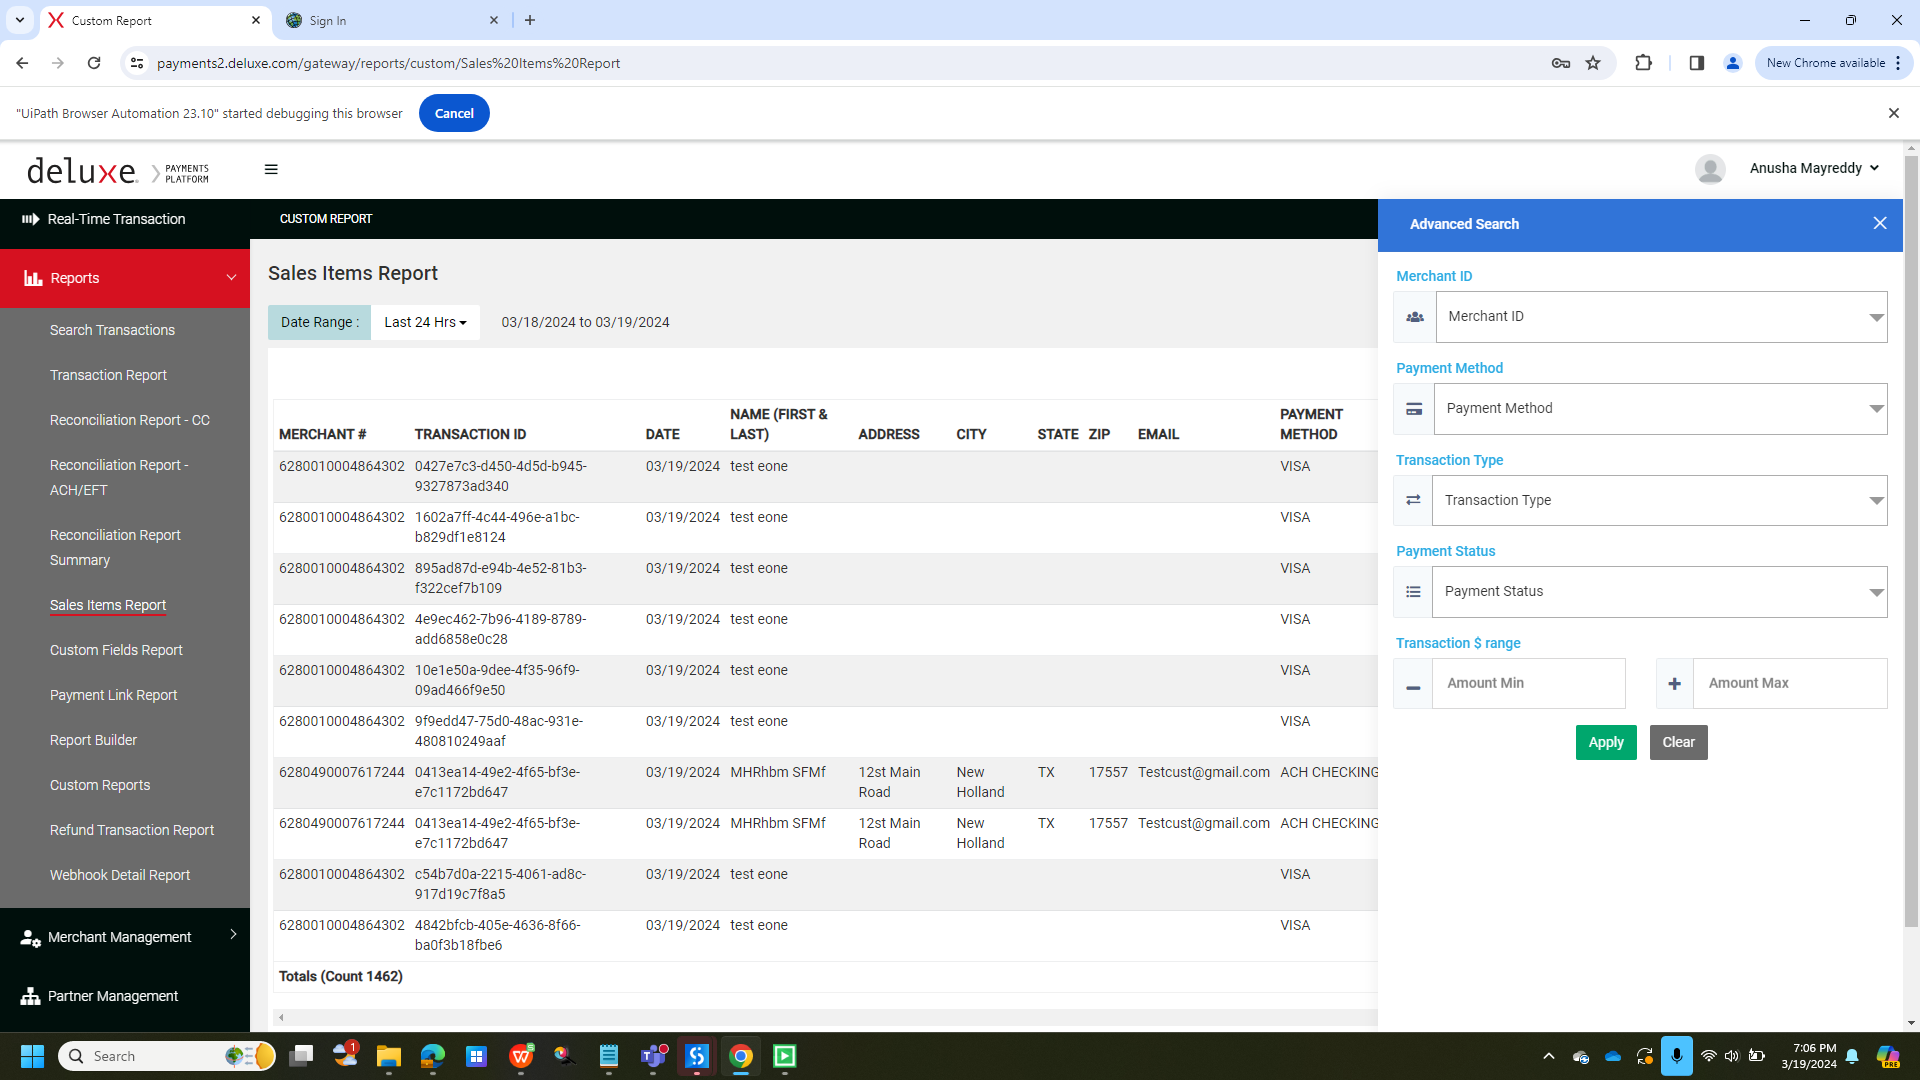 Custom Report
Sign In
payments2.deluxe.com/gateway/reports/custom/Sales%20Items%20Report
New Chrome available
"UiPath Browser Automation 23.10" started debugging this browser
Cancel
deluxe. PAYMENTS PLATFORM
Anusha Mayreddy
Real-Time Transaction
Reports
Search Transactions
Transaction Report
Reconciliation Report - CC
Reconciliation Report -
ACH/EFT
Reconciliation Report
Summary
Sales Items Report
Custom Fields Report
Payment Link Report
Report Builder
Custom Reports
Refund Transaction Report
Webhook Detail Report
Merchant Management
Partner Management
CUSTOM REPORT
Sales Items Report
Date Range : Last 24 Hrs 03/18/2024 to 03/19/2024
MERCHANT # TRANSACTION ID DATE NAME (FIRST & LAST) ADDRESS CITY STATE ZIP EMAIL PAYMENT METHOD
6280010004864302 0427e7c3-d450-4d5d-b945- 03/19/2024 test eone VISA
9327873ad340
6280010004864302 1602a7ff-4c44-496e-a1bc- 03/19/2024 test eone VISA
b829df1e8124
6280010004864302 895ad87d-e94b-4e52-81b3- 03/19/2024 test eone VISA
f322cef7b109
6280010004864302 4e9ec462-7b96-4189-8789- 03/19/2024 test eone VISA
add6858e0c28
6280010004864302 10e1e50a-9dee-4f35-96f9- 03/19/2024 test eone VISA
09ad466f9e50
6280010004864302 9f9edd47-75d0-48ac-931e- 03/19/2024 test eone VISA
480810249aaf
6280490007617244 0413ea14-49e2-4f65-bf3e- 03/19/2024 MHRhbm SFMf 12st Main New TX 17557 Testcust@gmail.com ACH CHECKING
e7c1172bd647 Road Holland
6280490007617244 0413ea14-49e2-4f65-bf3e- 03/19/2024 MHRhbm SFMf 12st Main New TX 17557 Testcust@gmail.com ACH CHECKING
e7c1172bd647 Road Holland
6280010004864302 c54b7d0a-2215-4061-ad8c- 03/19/2024 test eone VISA
917d19c7f8a5
6280010004864302 4842bfcb-405e-4636-8f66- 03/19/2024 test eone VISA
ba0f3b18fbe6
Totals (Count 1462)
Advanced Search
Merchant ID
Merchant ID
Payment Method
Payment Method
Transaction Type
Transaction Type
Payment Status
Payment Status
Transaction $ range
Amount Min Amount Max
Apply Clear
Search
1
7:06 PM
3/19/2024
PRE